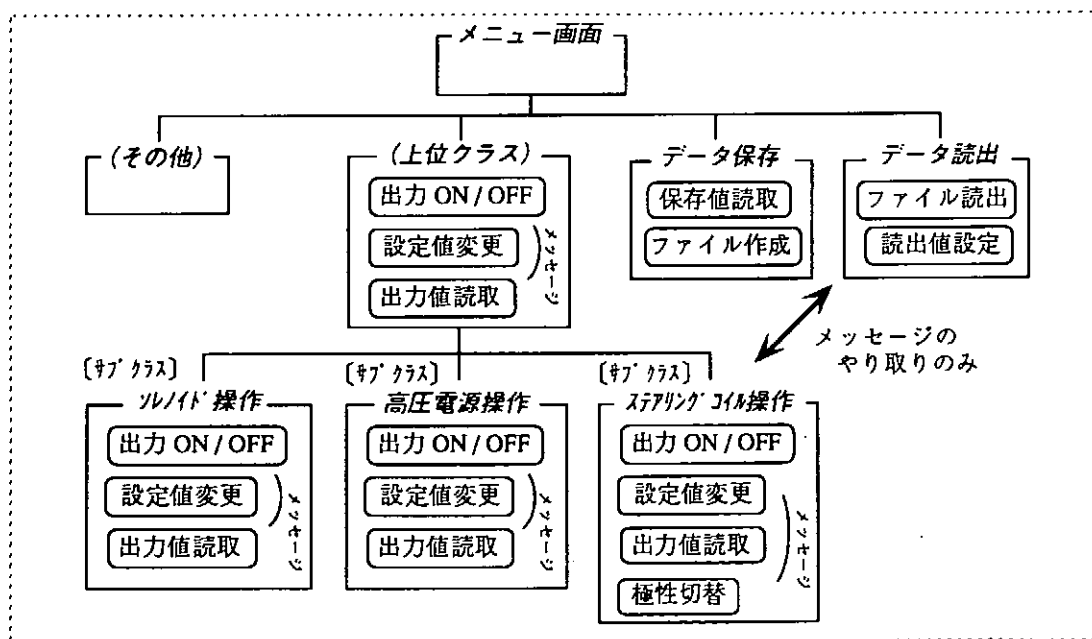 メニュー画面
(その他)
(上位クラス)
出力 ON / OFF
設定値変更
出力値読取
メッセージ
データ保存
保存値読取
ファイル作成
データ読出
ファイル読出
読出値設定
メッセージの
やり取りのみ
〔ｻﾌﾞｸﾗｽ〕
ｿﾚﾉｲﾄﾞ操作
出力 ON / OFF
設定値変更
出力値読取
メッセージ
〔ｻﾌﾞｸﾗｽ〕
高圧電源操作
出力 ON / OFF
設定値変更
出力値読取
メッセージ
〔ｻﾌﾞｸﾗｽ〕
ｽﾃｱﾘﾝｸﾞｺｲﾙ操作
出力 ON / OFF
設定値変更
出力値読取
極性切替
メッセージ